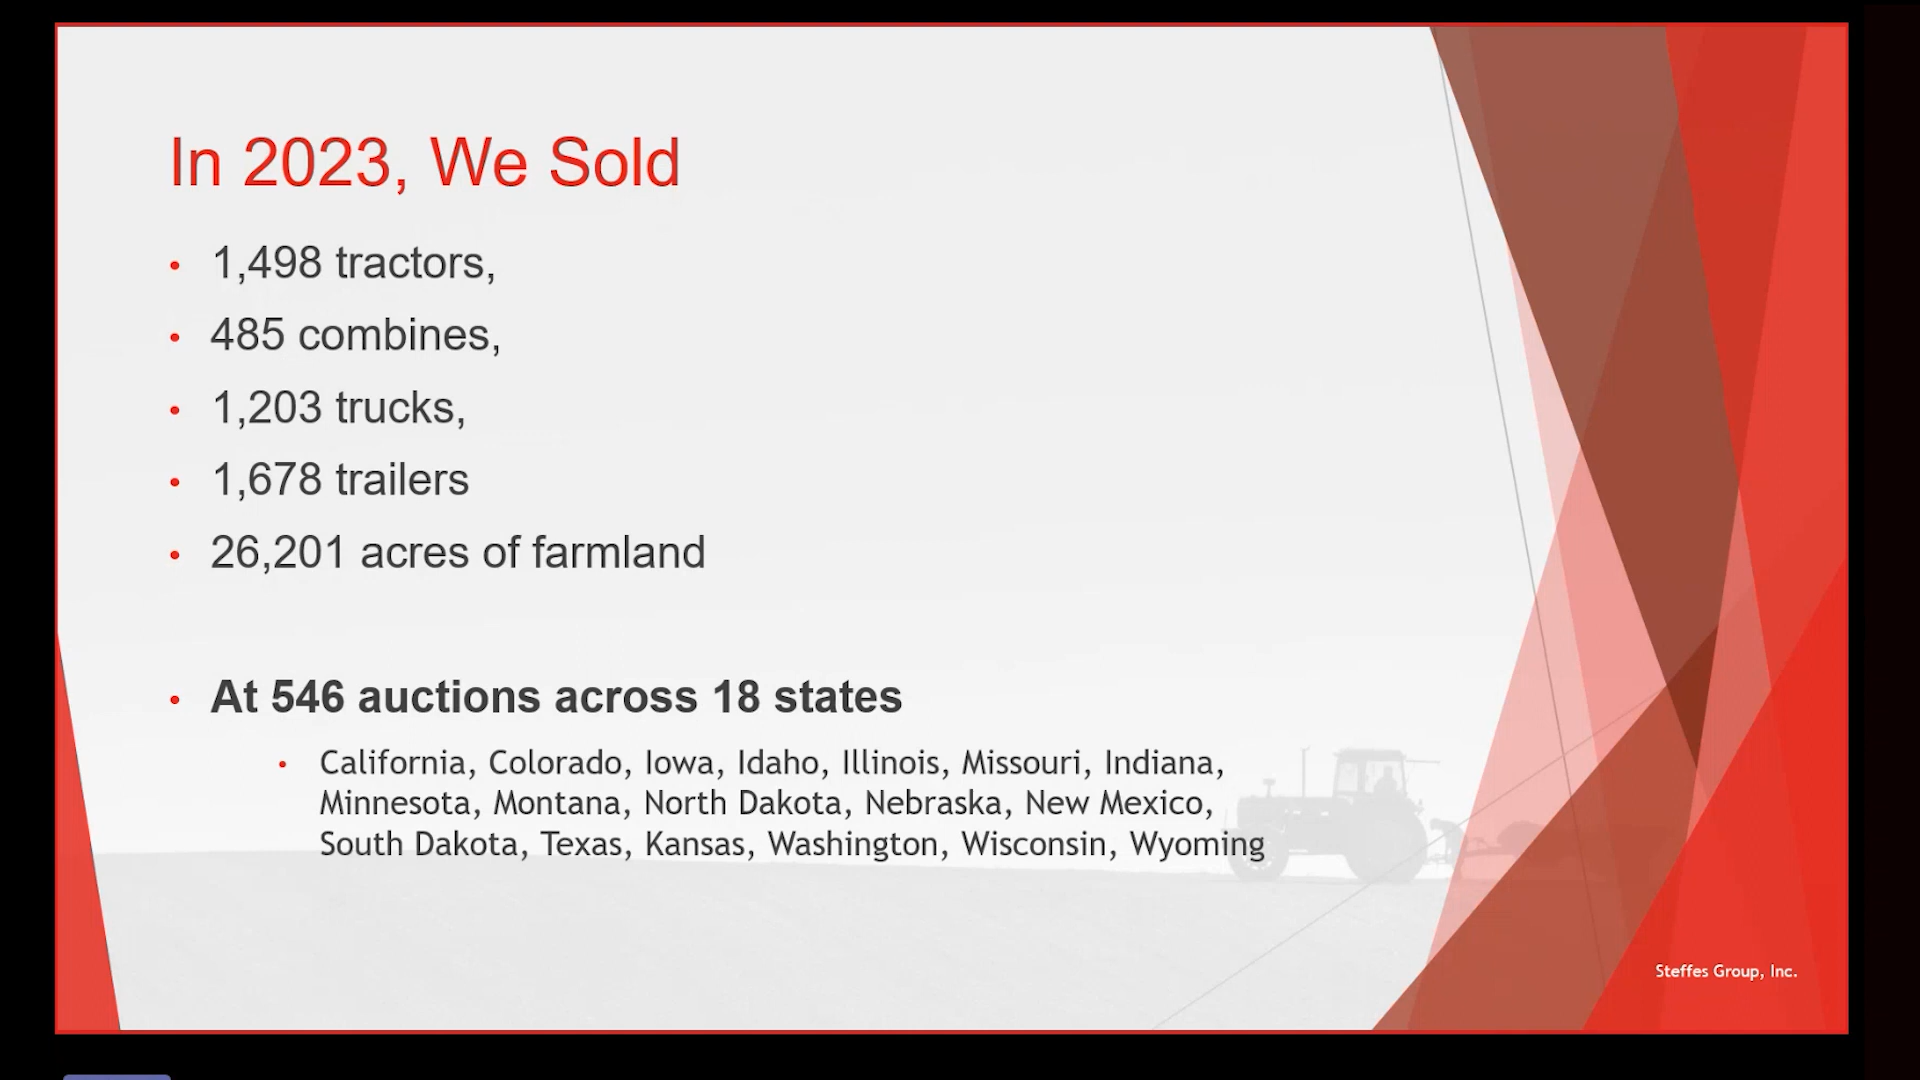 In 2023, We Sold
• 1,498 tractors,
• 485 combines,
• 1,203 trucks,
• 1,678 trailers
• 26,201 acres of farmland
• At 546 auctions across 18 states
• California, Colorado, Iowa, Idaho, Illinois, Missouri, Indiana,
Minnesota, Montana, North Dakota, Nebraska, New Mexico,
South Dakota, Texas, Kansas, Washington, Wisconsin, Wyoming
Steffes Group, Inc.